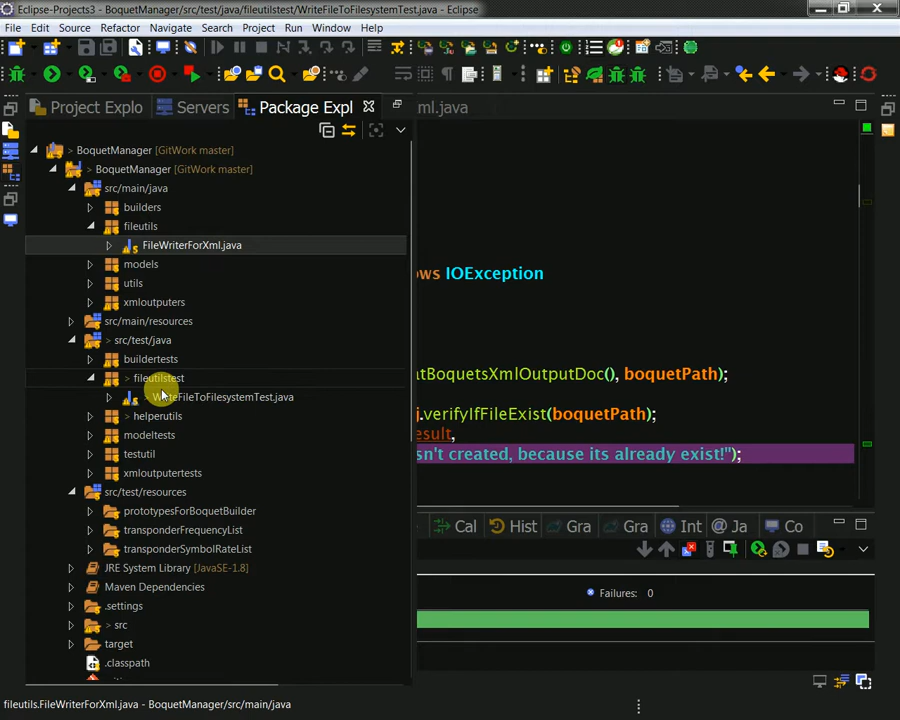 Eclipse-Projects3 - BoquetManager/src/test/java/fileutilstest/WriteFileToFilesystemTest.java - Eclipse
File Edit Source Refactor Navigate Search Project Run Window Help
Project Explo Servers Package Expl ml.java
> BoquetManager [GitWork master]
> BoquetManager [GitWork master]
src/main/java
builders
fileutils
FileWriterForXml.java
models
ows IOException
utils
xmloutputers
src/main/resources
> src/test/java
buildertests
> fileutilstest
atBoquetsXmlOutputDoc(), boquetPath);
WriteFileToFilesystemTest.java
> helperutils
j.verifyIfFileExist(boquetPath);
modeltests
esult,
testutil
sn't created, because its already exist!");
xmloutputertests
src/test/resources
prototypesForBoquetBuilder
transponderFrequencyList
Cal Hist Gra Gra Int @ Ja Co
transponderSymbolRateList
JRE System Library [JavaSE-1.8]
Maven Dependencies
Failures: 0
.settings
> src
target
.classpath
fileutils.FileWriterForXml.java - BoquetManager/src/main/java